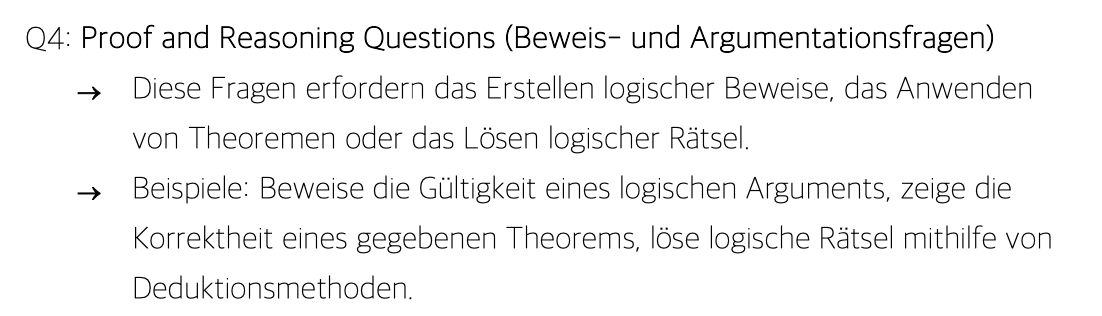 Q4: Proof and Reasoning Questions (Beweis- und Argumentationsfragen)
→ Diese Fragen erfordern das Erstellen logischer Beweise, das Anwenden
von Theoremen oder das Lösen logischer Rätsel.
→ Beispiele: Beweise die Gültigkeit eines logischen Arguments, zeige die
Korrektheit eines gegebenen Theorems, löse logische Rätsel mithilfe von
Deduktionsmethoden.